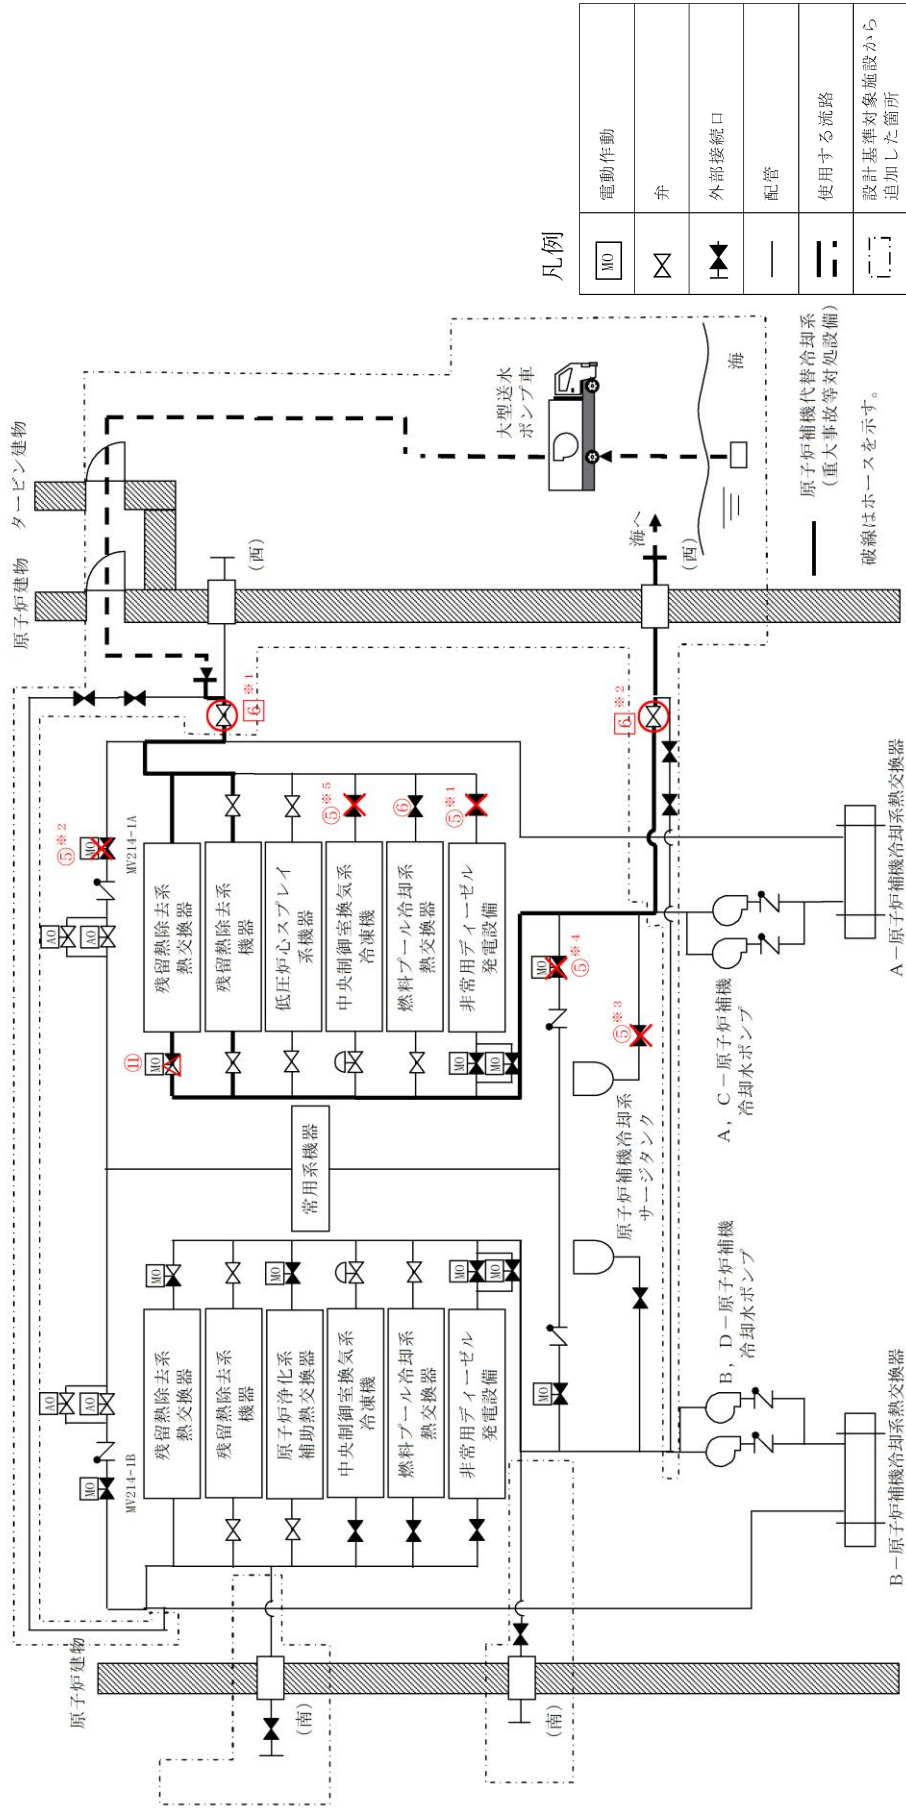 原子炉建物
タービン建物
(西)
大型送水
ポンプ車
海
海へ
(西)
原子炉補機代替冷却系
(重大事故等対処設備)
破線はホースを示す。
凡例
MO
電動作動
弁
外部接続口
配管
使用する流路
設計基準対象施設から
追加した箇所
⑤※2
MO
MV214-1A
AO
AO
6 ※1
6 ※2
残留熱除去系
熱交換器
残留熱除去系
機器
低圧炉心スプレイ
系機器
中央制御室換気系
冷凍機
燃料プール冷却系
熱交換器
非常用ディーゼル
発電設備
⑤※5
⑥
⑤※1
⑪
MO
MO
MO
MO
⑤※4
⑤※3
原子炉補機冷却系
サージタンク
A，C－原子炉補機
冷却水ポンプ
A－原子炉補機冷却系熱交換器
常用系機器
AO
AO
MO
MV214-1B
残留熱除去系
熱交換器
残留熱除去系
機器
原子炉浄化系
補助熱交換器
中央制御室換気系
冷凍機
燃料プール冷却系
熱交換器
非常用ディーゼル
発電設備
MO
MO
MO
MO
MO
B，D－原子炉補機
冷却水ポンプ
B－原子炉補機冷却系熱交換器
原子炉建物
(南)
(南)